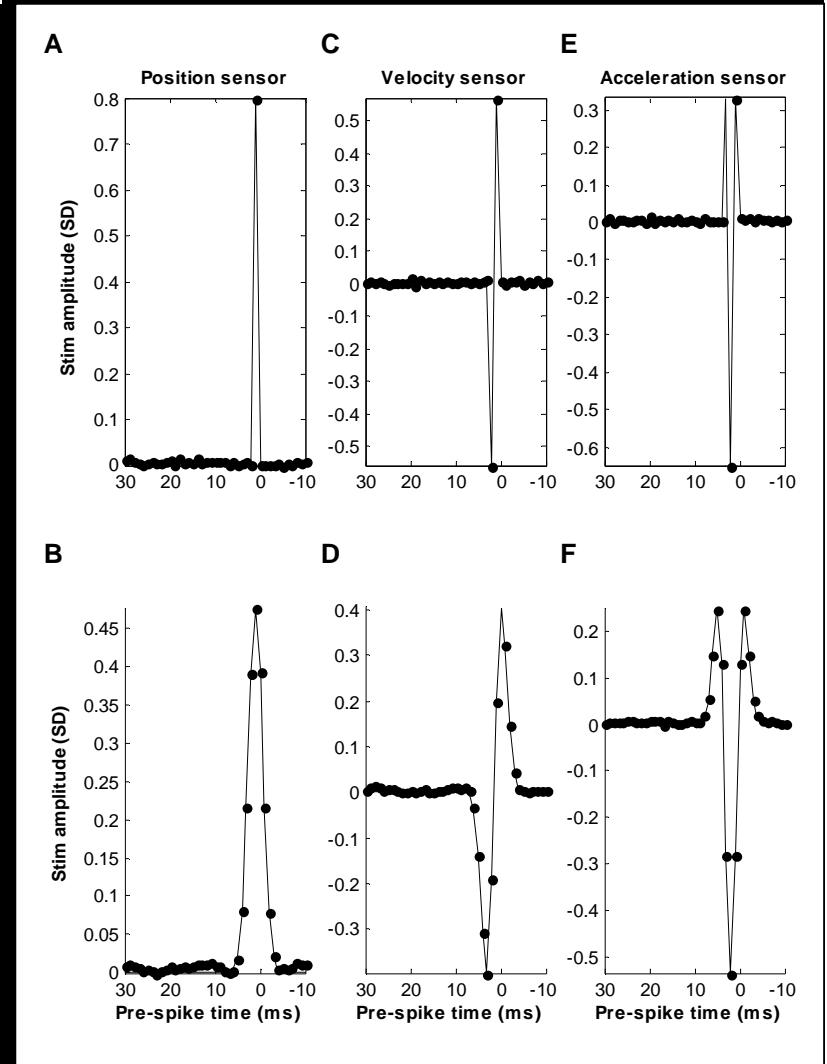 A
C
E
Position sensor
Velocity sensor
Acceleration sensor
Stim amplitude (SD)
0.8
0.7
0.6
0.5
0.4
0.3
0.2
0.1
0
30 20 10 0 -10
0.5
0.4
0.3
0.2
0.1
0
-0.1
-0.2
-0.3
-0.4
-0.5
30 20 10 0 -10
0.3
0.2
0.1
0
-0.1
-0.2
-0.3
-0.4
-0.5
-0.6
30 20 10 0 -10
B
D
F
Stim amplitude (SD)
0.45
0.4
0.35
0.3
0.25
0.2
0.15
0.1
0.05
0
30 20 10 0 -10
Pre-spike time (ms)
0.4
0.3
0.2
0.1
0
-0.1
-0.2
-0.3
30 20 10 0 -10
Pre-spike time (ms)
0.2
0.1
0
-0.1
-0.2
-0.3
-0.4
-0.5
30 20 10 0 -10
Pre-spike time (ms)